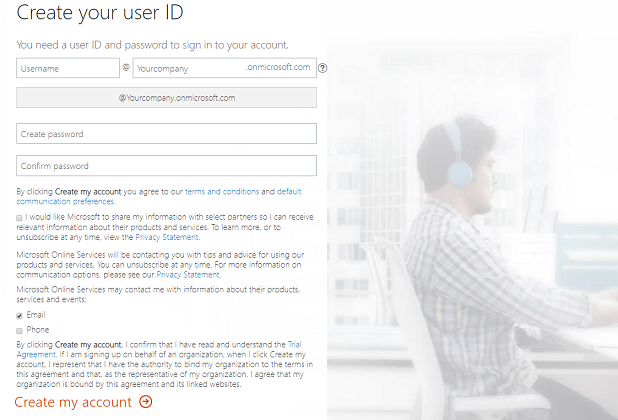 Create your user ID
You need a user ID and password to sign in to your account.
Username @ Yourcompany .onmicrosoft.com ?
@Yourcompany.onmicrosoft.com
Create password
Confirm password
By clicking Create my account you agree to our terms and conditions and default
communication preferences.
I would like Microsoft to share my information with select partners so I can receive
relevant information about their products and services. To learn more, or to
unsubscribe at any time, view the Privacy Statement.
Microsoft Online Services will be contacting you with tips and advice for using our
products and services. You can unsubscribe at any time. For more information on
communication options, please see our Privacy Statement.
Microsoft Online Services may contact me with information about their products,
services and events:
Email
Phone
By clicking Create my account, I confirm that I have read and understand the Trial
Agreement. If I am signing up on behalf of an organization, when I click Create my
account, I represent that I have the authority to bind my organization to the terms in
this agreement and that, as the representative of my organization, I agree that my
organization is bound by this agreement and its linked websites.
Create my account